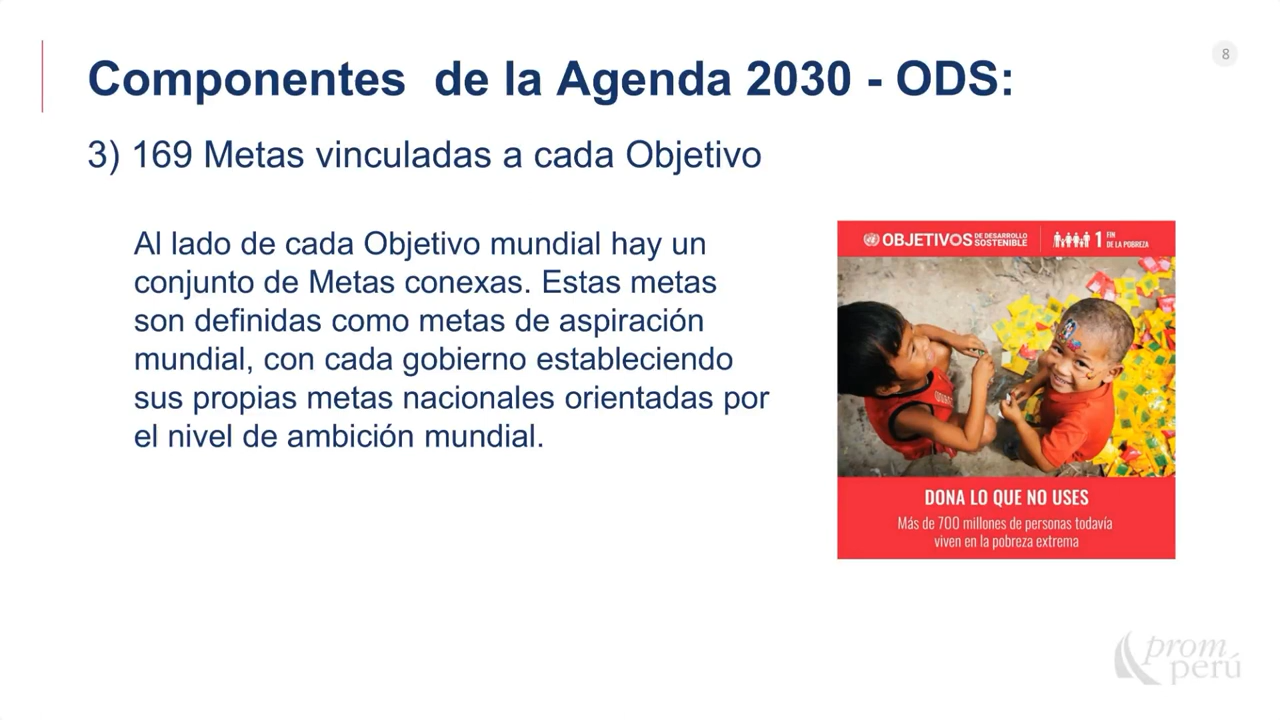 8
Componentes  de la Agenda 2030 - ODS:
3) 169 Metas vinculadas a cada Objetivo
Al lado de cada Objetivo mundial hay un
conjunto de Metas conexas. Estas metas
son definidas como metas de aspiración
mundial, con cada gobierno estableciendo
sus propias metas nacionales orientadas por
el nivel de ambición mundial.
OBJETIVOS DE DESARROLLO SOSTENIBLE
1 FIN DE LA POBREZA
DONA LO QUE NO USES
Más de 700 millones de personas todavía
viven en la pobreza extrema
prom
perú